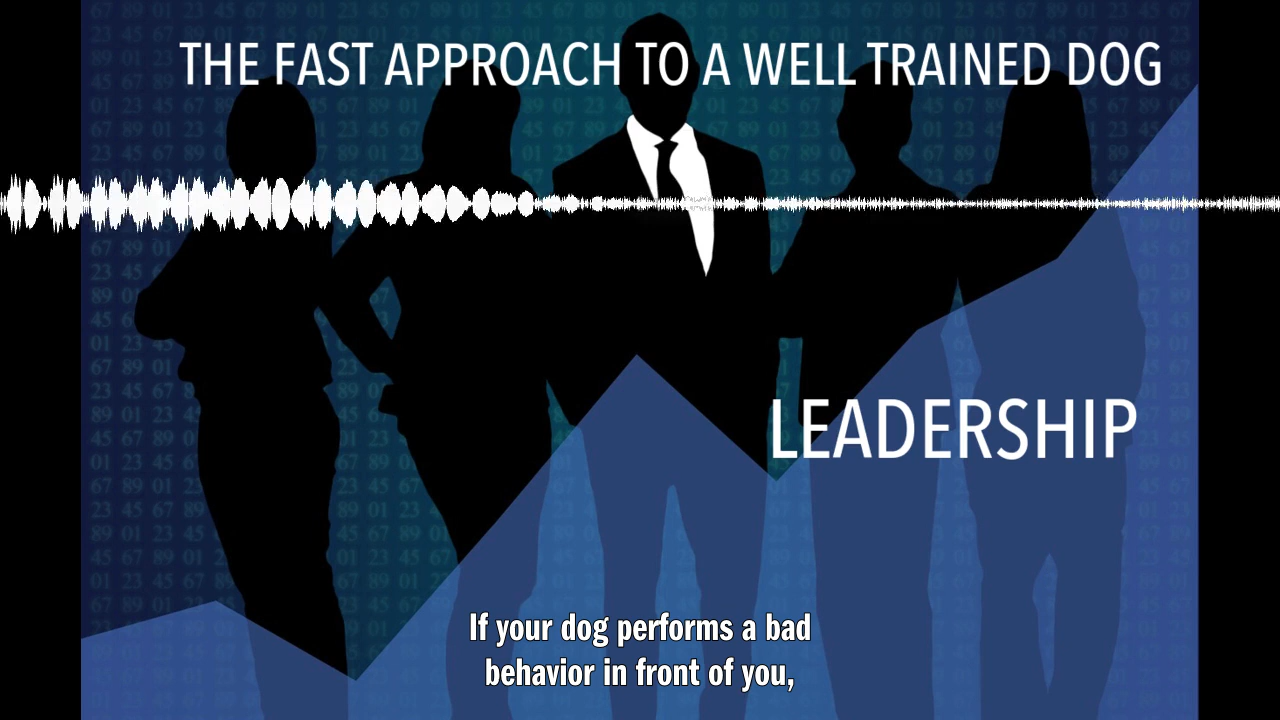 THE FAST APPROACH TO A WELL TRAINED DOG
LEADERSHIP
If your dog performs a bad
behavior in front of you,